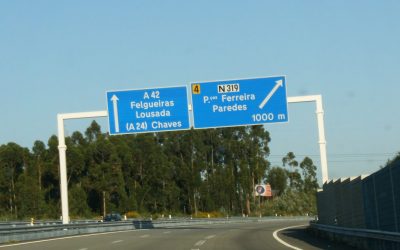 A 42
Felgueiras
Lousada
(A 24) Chaves
4
N 319
P.ços Ferreira
Paredes
1000 m